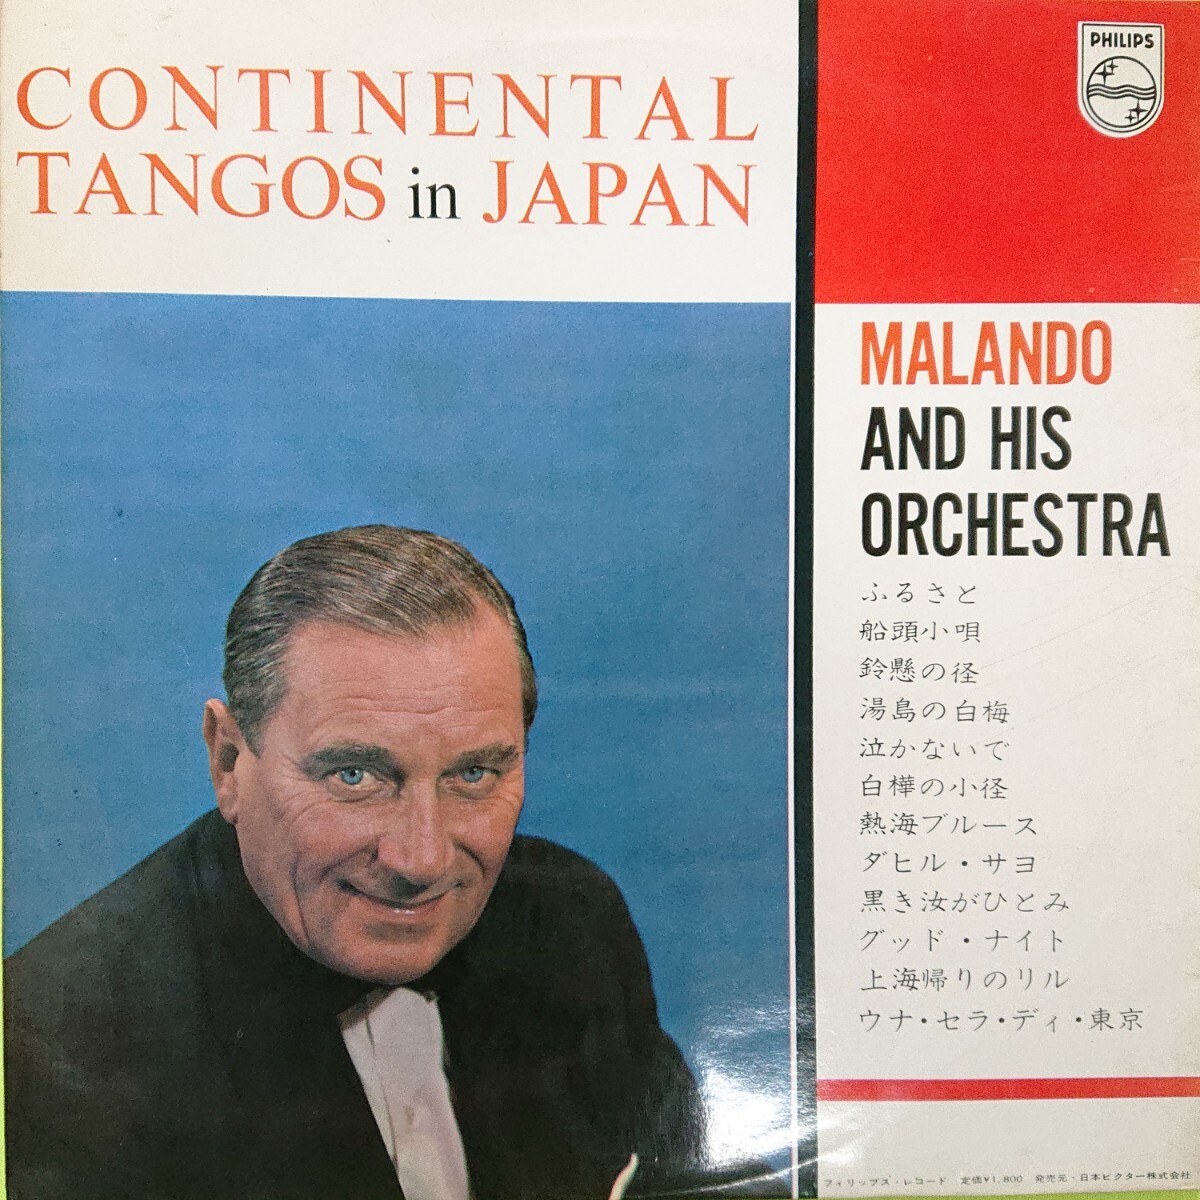 CONTINENTAL
TANGOS in JAPAN
PHILIPS
MALANDO
AND HIS
ORCHESTRA
ふるさと
船頭小唄
鈴懸の径
湯島の白梅
泣かないで
白樺の小径
熱海ブルース
ダヒル・サヨ
黒き汝がひとみ
グッド・ナイト
上海帰りのリル
ウナ・セラ・ディ・東京
フィリップス・レコード 定価¥1,800 発売元・日本ビクター株式会社